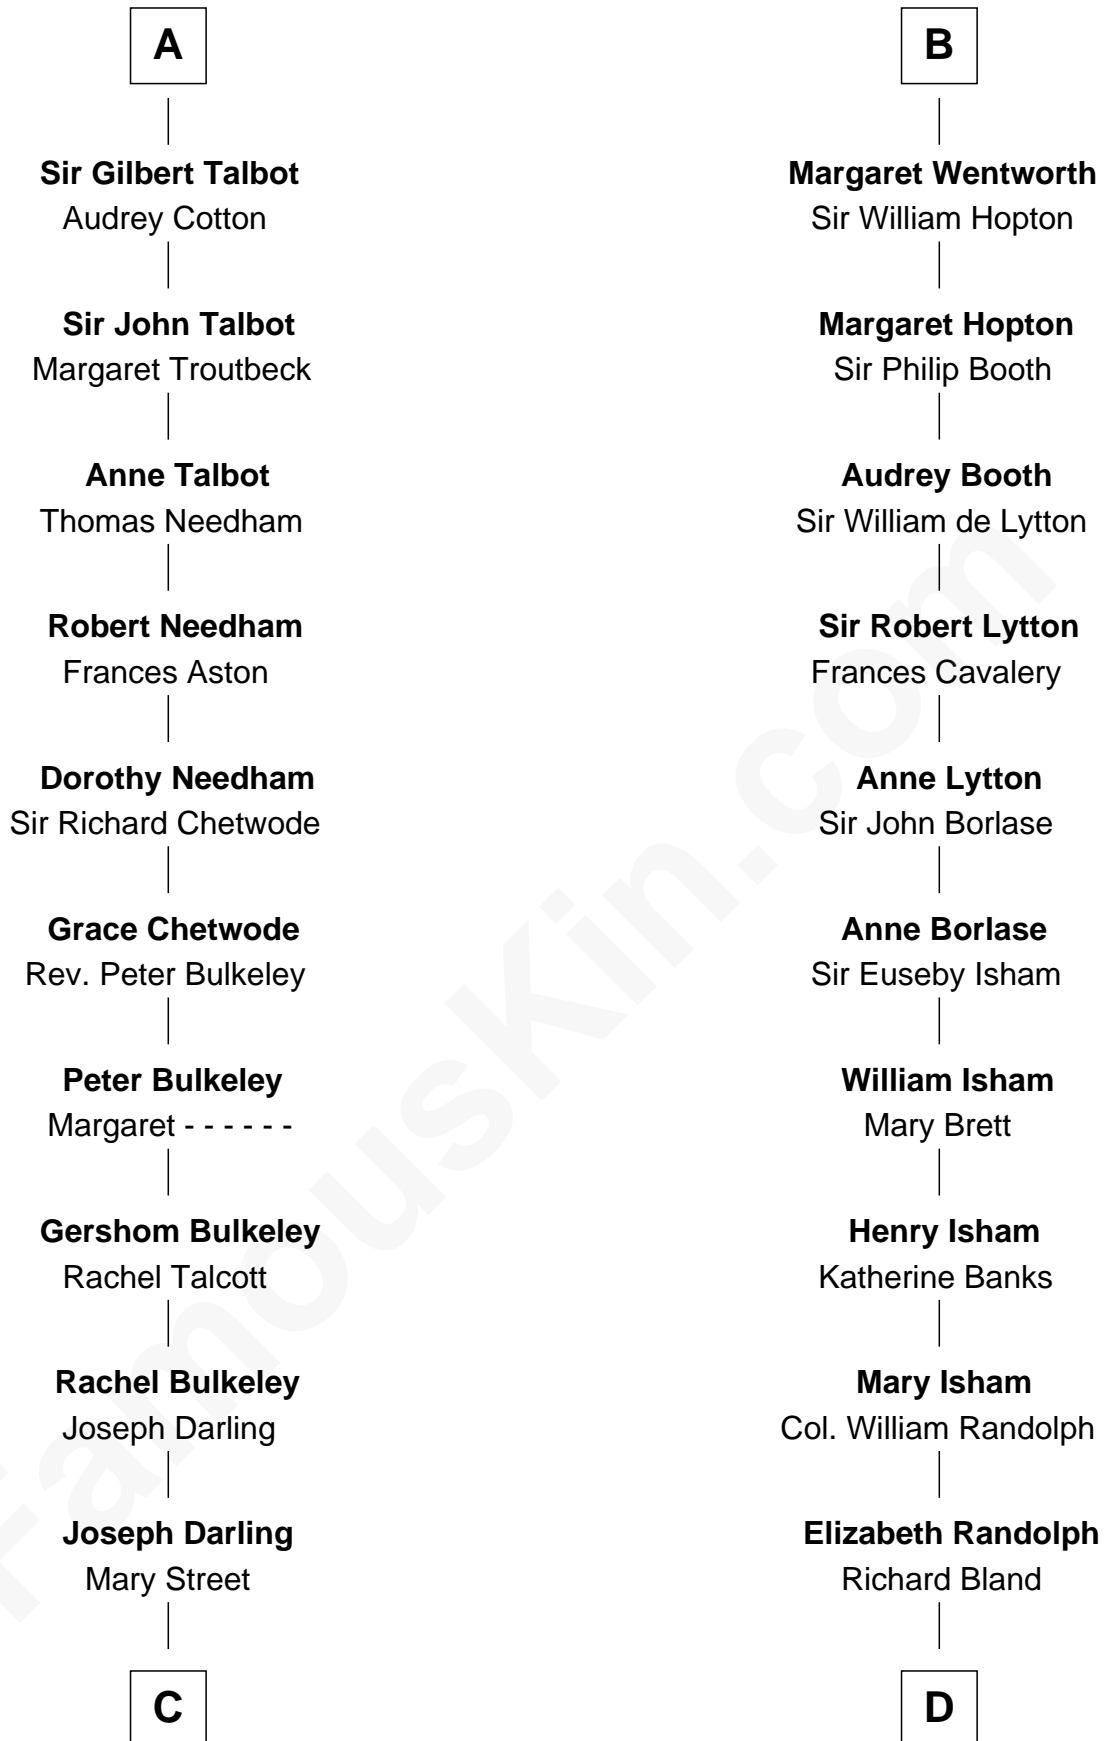 A
Sir Gilbert Talbot
Audrey Cotton
Sir John Talbot
Margaret Troutbeck
Anne Talbot
Thomas Needham
Robert Needham
Frances Aston
Dorothy Needham
Sir Richard Chetwode
Grace Chetwode
Rev. Peter Bulkeley
Peter Bulkeley
Margaret - - - - - -
Gershom Bulkeley
Rachel Talcott
Rachel Bulkeley
Joseph Darling
Joseph Darling
Mary Street
C
B
Margaret Wentworth
Sir William Hopton
Margaret Hopton
Sir Philip Booth
Audrey Booth
Sir William de Lytton
Sir Robert Lytton
Frances Cavalery
Anne Lytton
Sir John Borlase
Anne Borlase
Sir Euseby Isham
William Isham
Mary Brett
Henry Isham
Katherine Banks
Mary Isham
Col. William Randolph
Elizabeth Randolph
Richard Bland
D
FamousKin.com